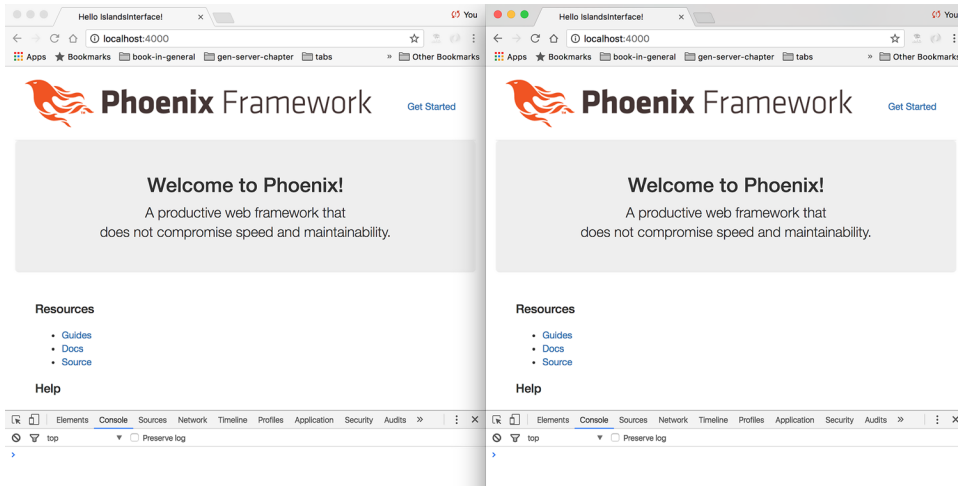 Hello IslandsInterface!
You
localhost:4000
Apps Bookmarks book-in-general gen-server-chapter tabs » Other Bookmarks
Phoenix Framework
Get Started
Welcome to Phoenix!
A productive web framework that
does not compromise speed and maintainability.
Resources
• Guides
• Docs
• Source
Help
Elements Console Sources Network Timeline Profiles Application Security Audits »
top Preserve log
Hello IslandsInterface!
You
localhost:4000
Apps Bookmarks book-in-general gen-server-chapter tabs » Other Bookmarks
Phoenix Framework
Get Started
Welcome to Phoenix!
A productive web framework that
does not compromise speed and maintainability.
Resources
• Guides
• Docs
• Source
Help
Elements Console Sources Network Timeline Profiles Application Security Audits »
top Preserve log